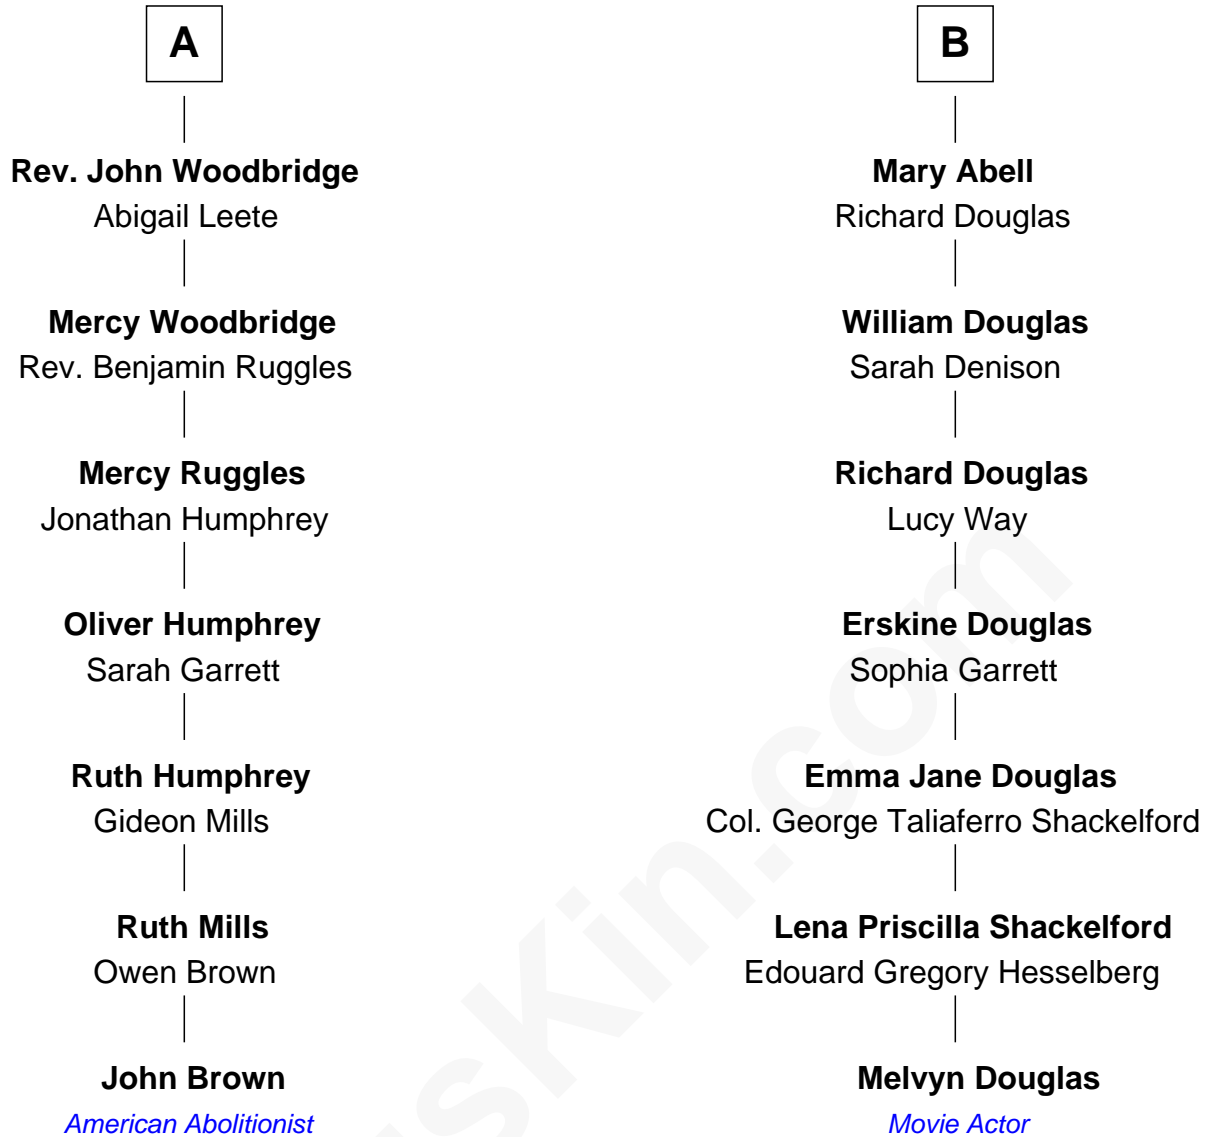 A
Rev. John Woodbridge
Abigail Leete
Mercy Woodbridge
Rev. Benjamin Ruggles
Mercy Ruggles
Jonathan Humphrey
Oliver Humphrey
Sarah Garrett
Ruth Humphrey
Gideon Mills
Ruth Mills
Owen Brown
John Brown
American Abolitionist
B
Mary Abell
Richard Douglas
William Douglas
Sarah Denison
Richard Douglas
Lucy Way
Erskine Douglas
Sophia Garrett
Emma Jane Douglas
Col. George Taliaferro Shackelford
Lena Priscilla Shackelford
Edouard Gregory Hesselberg
Melvyn Douglas
Movie Actor
sKin.com